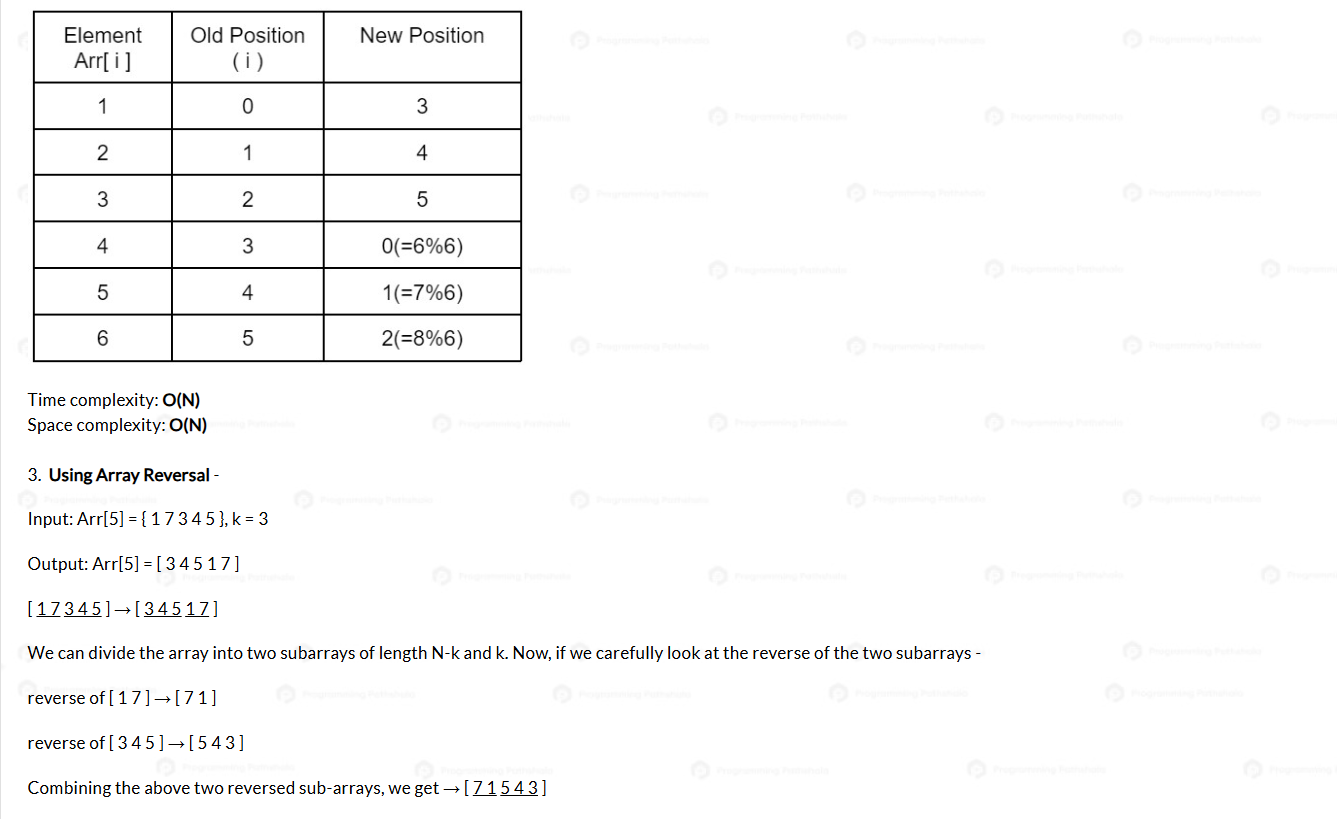 Element Old Position New Position
Arr[ i ] ( i )
1 0 3
2 1 4
3 2 5
4 3 0(=6%6)
5 4 1(=7%6)
6 5 2(=8%6)
Time complexity: O(N)
Space complexity: O(N)
3. Using Array Reversal -
Input: Arr[5] = { 1 7 3 4 5 }, k = 3
Output: Arr[5] = [ 3 4 5 1 7 ]
[ 1 7 3 4 5 ] → [ 3 4 5 1 7 ]
We can divide the array into two subarrays of length N-k and k. Now, if we carefully look at the reverse of the two subarrays -
reverse of [ 1 7 ] → [ 7 1 ]
reverse of [ 3 4 5 ] → [ 5 4 3 ]
Combining the above two reversed sub-arrays, we get → [ 7 1 5 4 3 ]